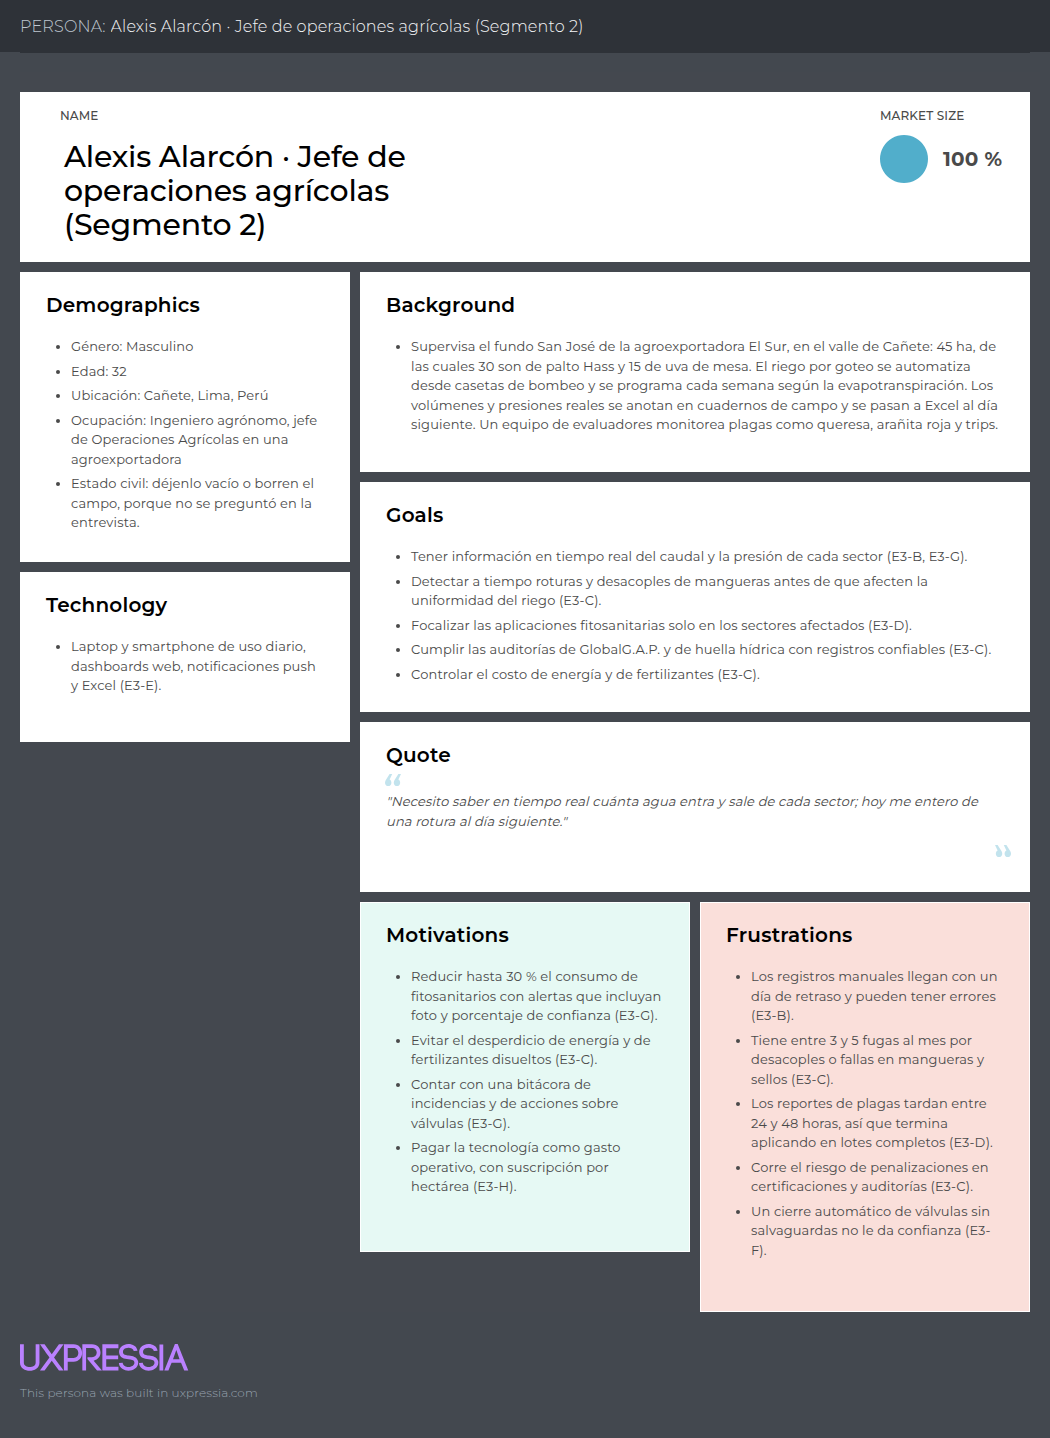 PERSONA: Alexis Alarcón · Jefe de operaciones agrícolas (Segmento 2)
NAME
Alexis Alarcón · Jefe de
operaciones agrícolas
(Segmento 2)
MARKET SIZE
100 %
Demographics
• Género: Masculino
• Edad: 32
• Ubicación: Cañete, Lima, Perú
• Ocupación: Ingeniero agrónomo, jefe
de Operaciones Agrícolas en una
agroexportadora
• Estado civil: déjenlo vacío o borren el
campo, porque no se preguntó en la
entrevista.
Technology
• Laptop y smartphone de uso diario,
dashboards web, notificaciones push
y Excel (E3-E).
Background
• Supervisa el fundo San José de la agroexportadora El Sur, en el valle de Cañete: 45 ha, de
las cuales 30 son de palto Hass y 15 de uva de mesa. El riego por goteo se automatiza
desde casetas de bombeo y se programa cada semana según la evapotranspiración. Los
volúmenes y presiones reales se anotan en cuadernos de campo y se pasan a Excel al día
siguiente. Un equipo de evaluadores monitorea plagas como queresa, arañita roja y trips.
Goals
• Tener información en tiempo real del caudal y la presión de cada sector (E3-B, E3-G).
• Detectar a tiempo roturas y desacoples de mangueras antes de que afecten la
uniformidad del riego (E3-C).
• Focalizar las aplicaciones fitosanitarias solo en los sectores afectados (E3-D).
• Cumplir las auditorías de GlobalG.A.P. y de huella hídrica con registros confiables (E3-C).
• Controlar el costo de energía y de fertilizantes (E3-C).
Quote
“
"Necesito saber en tiempo real cuánta agua entra y sale de cada sector; hoy me entero de
una rotura al día siguiente."
”
Motivations
• Reducir hasta 30 % el consumo de
fitosanitarios con alertas que incluyan
foto y porcentaje de confianza (E3-G).
• Evitar el desperdicio de energía y de
fertilizantes disueltos (E3-C).
• Contar con una bitácora de
incidencias y de acciones sobre
válvulas (E3-G).
• Pagar la tecnología como gasto
operativo, con suscripción por
hectárea (E3-H).
Frustrations
• Los registros manuales llegan con un
día de retraso y pueden tener errores
(E3-B).
• Tiene entre 3 y 5 fugas al mes por
desacoples o fallas en mangueras y
sellos (E3-C).
• Los reportes de plagas tardan entre
24 y 48 horas, así que termina
aplicando en lotes completos (E3-D).
• Corre el riesgo de penalizaciones en
certificaciones y auditorías (E3-C).
• Un cierre automático de válvulas sin
salvaguardas no le da confianza (E3-
F).
UXPRESSIA
This persona was built in uxpressia.com